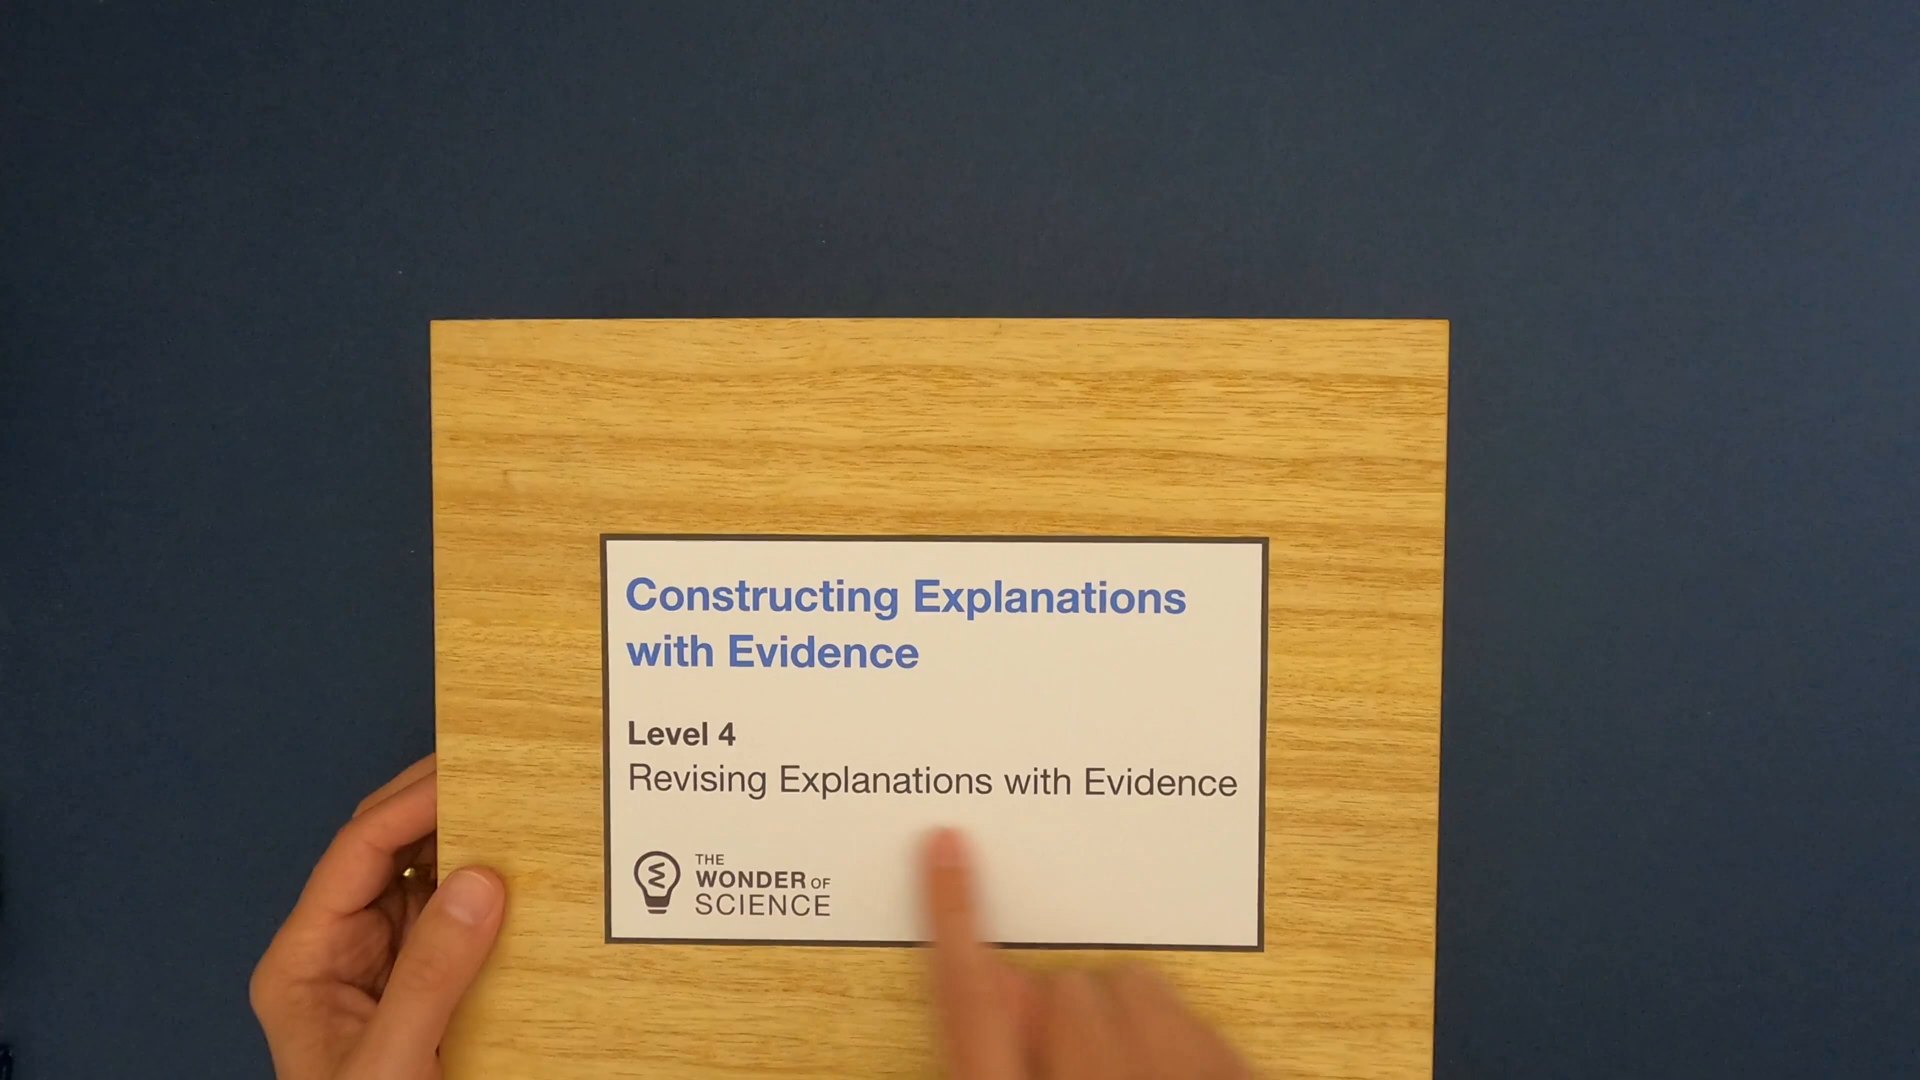 Constructing Explanations
with Evidence
Level 4
Revising Explanations with Evidence
THE
WONDER OF
SCIENCE